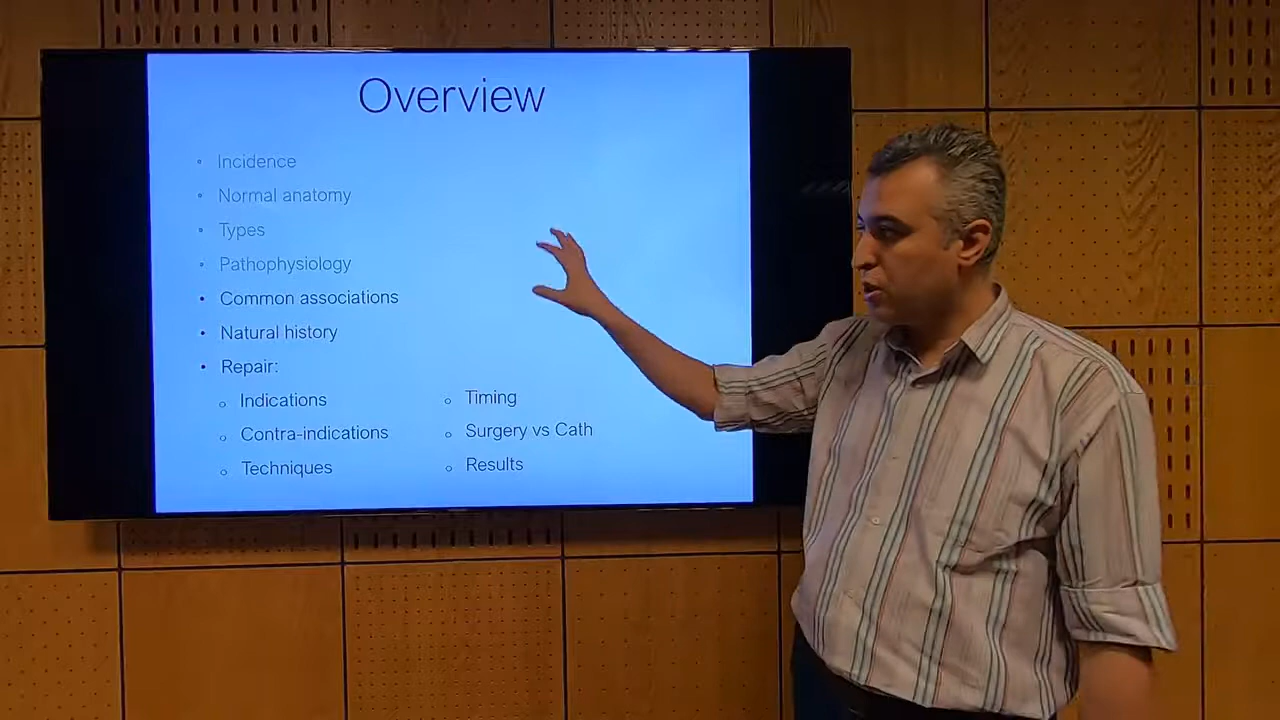 Overview
• Incidence
• Normal anatomy
• Types
• Pathophysiology
• Common associations
• Natural history
• Repair:
○ Indications
○ Contra-indications
○ Techniques
○ Timing
○ Surgery vs Cath
○ Results